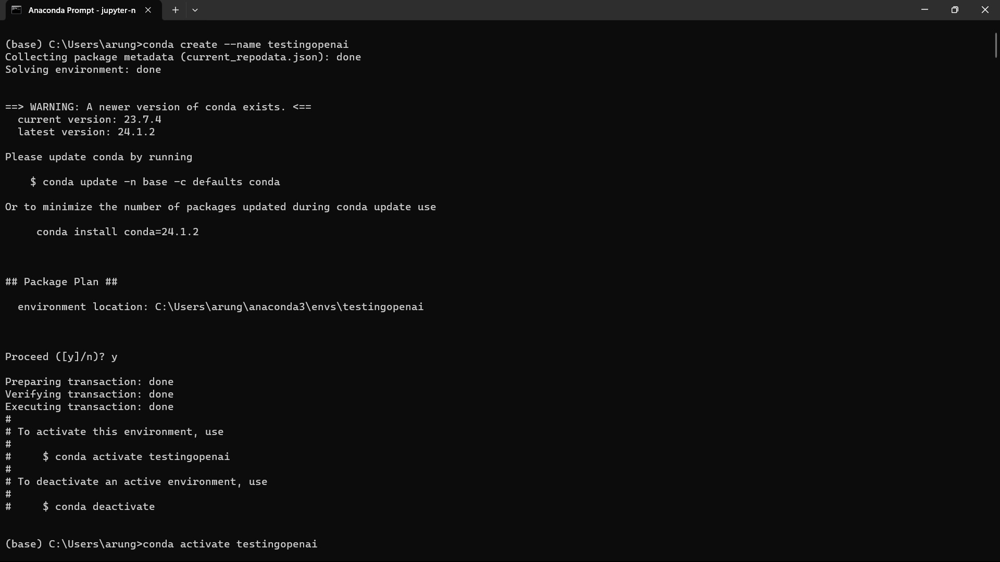 Anaconda Prompt - jupyter-n
(base) C:\Users\arung>conda create --name testingopenai
Collecting package metadata (current_repodata.json): done
Solving environment: done
==> WARNING: A newer version of conda exists. <==
  current version: 23.7.4
  latest version: 24.1.2
Please update conda by running
    $ conda update -n base -c defaults conda
Or to minimize the number of packages updated during conda update use
     conda install conda=24.1.2
## Package Plan ##
  environment location: C:\Users\arung\anaconda3\envs\testingopenai
Proceed ([y]/n)? y
Preparing transaction: done
Verifying transaction: done
Executing transaction: done
#
# To activate this environment, use
#
#     $ conda activate testingopenai
#
# To deactivate an active environment, use
#
#     $ conda deactivate
(base) C:\Users\arung>conda activate testingopenai